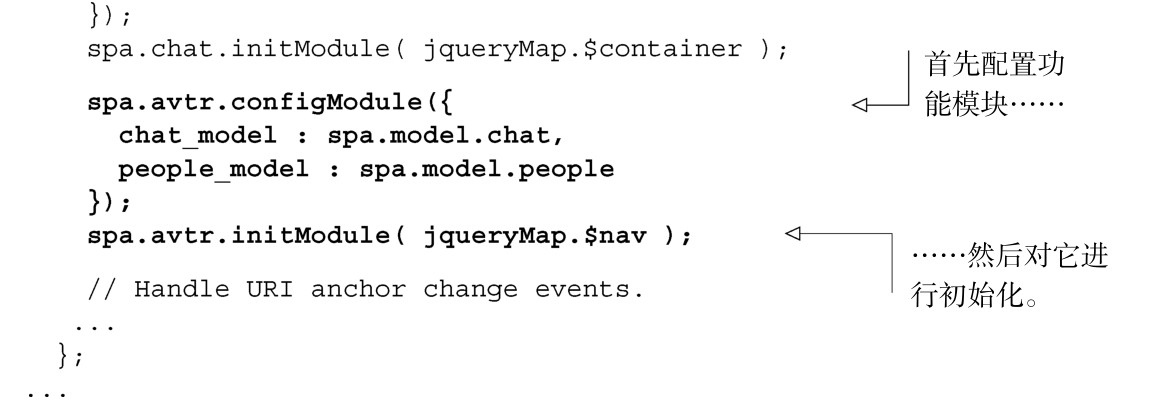 });
spa.chat.initModule( jqueryMap.$container );
首先配置功
能模块……
spa.avtr.configModule({
chat_model : spa.model.chat,
people_model : spa.model.people
});
spa.avtr.initModule( jqueryMap.$nav );
……然后对它进
行初始化。
// Handle URI anchor change events.
...
};
...